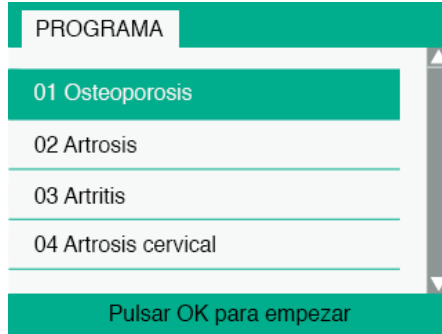 PROGRAMA
01 Osteoporosis
02 Artrosis
03 Artritis
04 Artrosis cervical
Pulsar OK para empezar